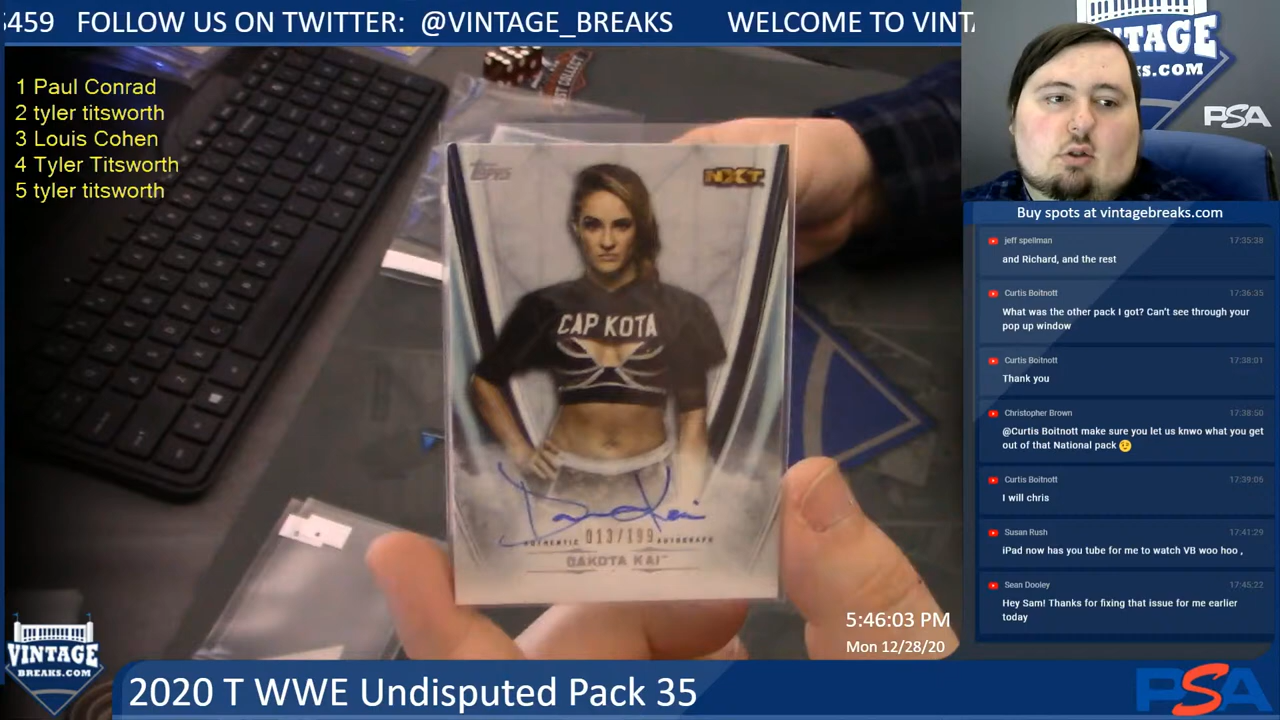 5459 FOLLOW US ON TWITTER: @VINTAGE_BREAKS WELCOME TO VINTA
1 Paul Conrad
2 tyler titsworth
3 Louis Cohen
4 Tyler Titsworth
5 tyler titsworth
COLLECT
Topps
NXT
CAP KOTA
Dakota Kai
AUTHENTIC 013/199 AUTOGRAPH
DAKOTA KAI™
VINTAGE
BREAKS.COM
PSA
Buy spots at vintagebreaks.com
jeff spellman 17:35:38
and Richard, and the rest
Curtis Boitnott 17:36:35
What was the other pack I got? Can't see through your
pop up window
Curtis Boitnott 17:38:01
Thank you
Christopher Brown 17:38:50
@Curtis Boitnott make sure you let us knwo what you get
out of that National pack 🤨
Curtis Boitnott 17:39:06
I will chris
Susan Rush 17:41:29
iPad now has you tube for me to watch VB woo hoo ,
Sean Dooley 17:45:22
Hey Sam! Thanks for fixing that issue for me earlier
today
5:46:03 PM
Mon 12/28/20
VINTAGE
BREAKS.COM
2020 T WWE Undisputed Pack 35
PSA